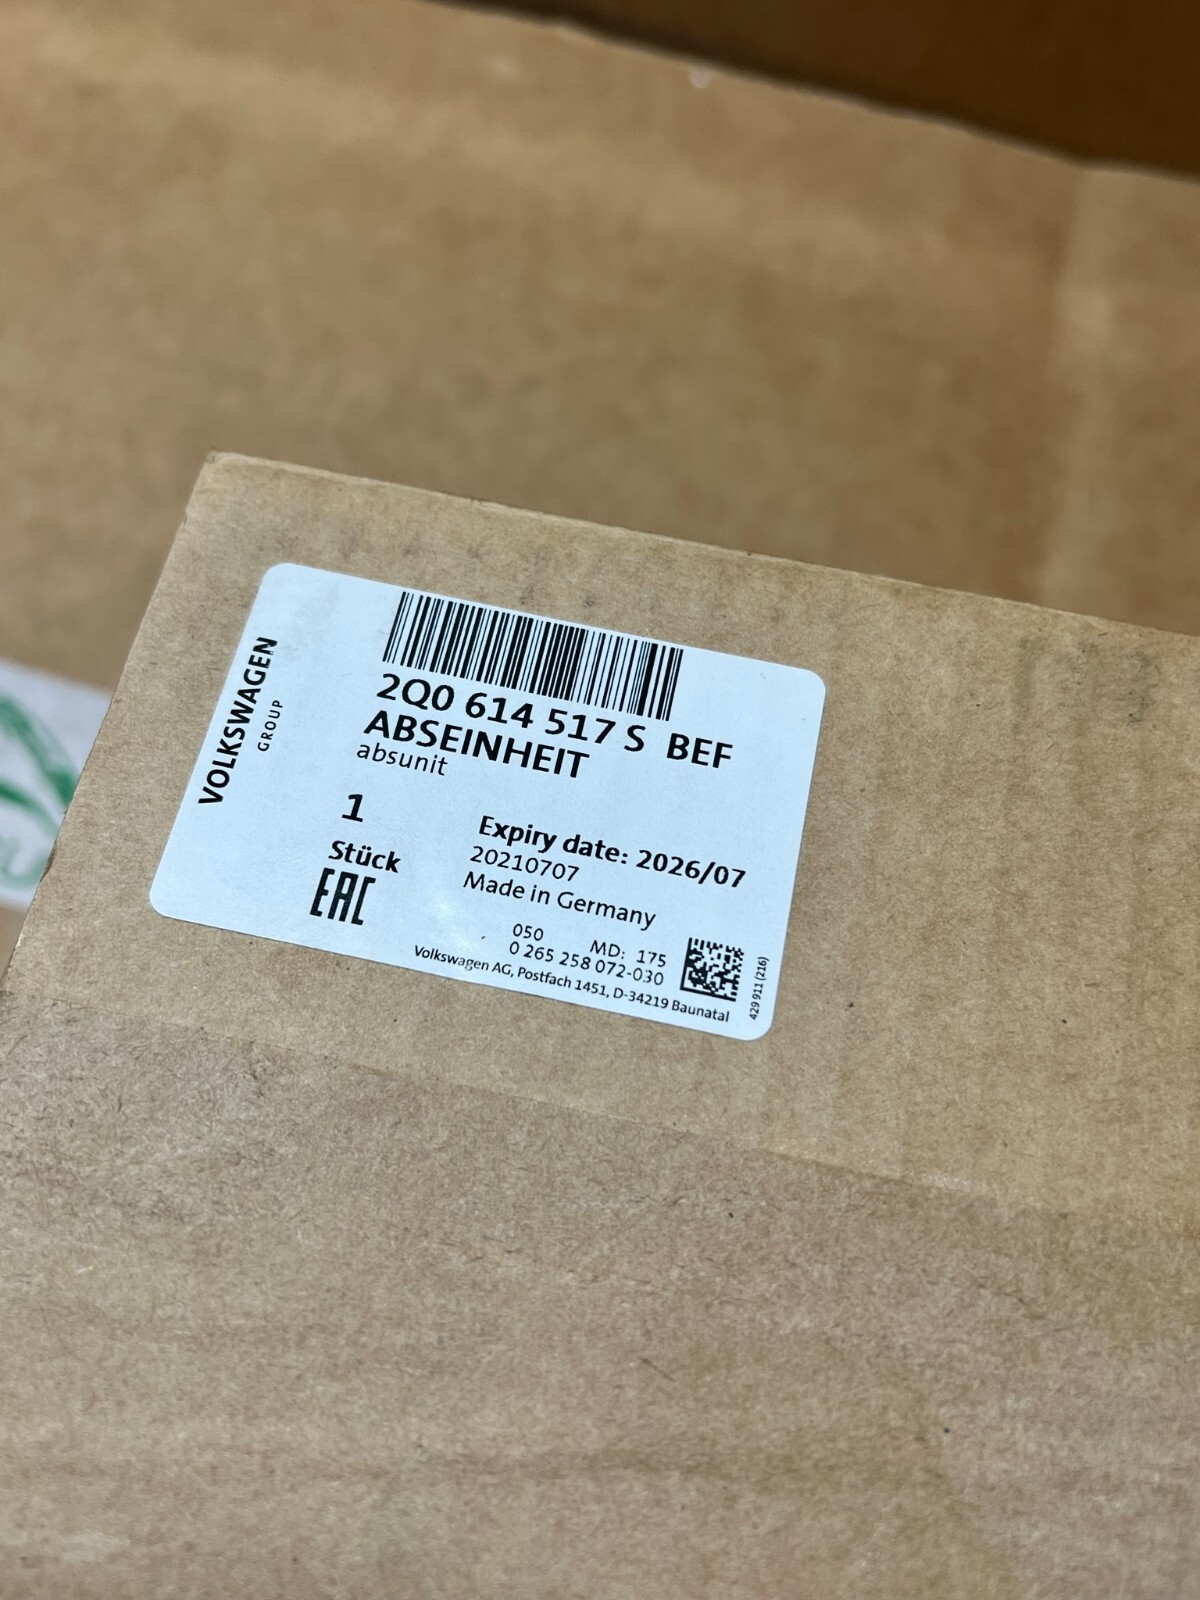 VOLKSWAGEN
GROUP
2Q0 614 517 S BEF
ABSEINHEIT
absunit
1
Stück
EAC
Expiry date: 2026/07
20210707
Made in Germany
050 MD: 175
0 265 258 072-030
Volkswagen AG, Postfach 1451, D-34219 Baunatal
429 911 (216)